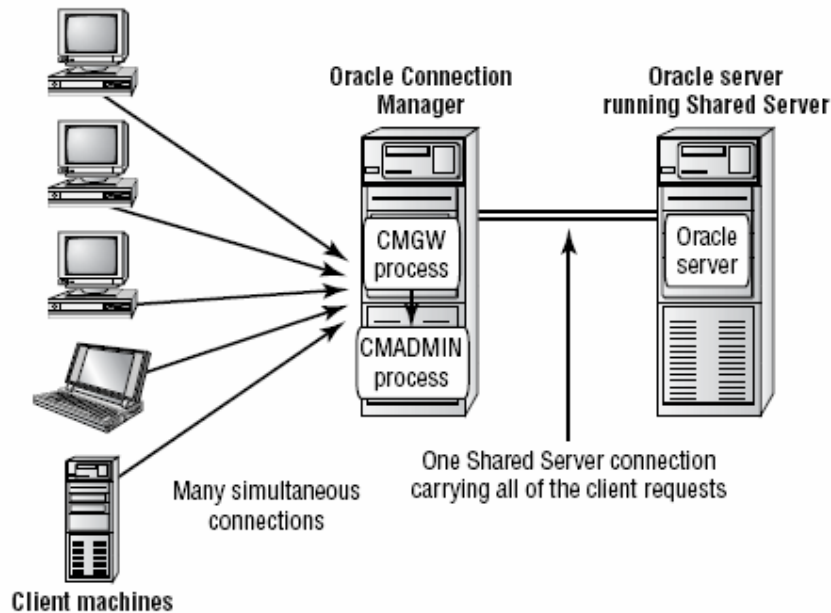 Oracle Connection
Manager
Oracle server
running Shared Server
CMGW
process
Oracle
server
CMADMIN
process
Many simultaneous
connections
One Shared Server connection
carrying all of the client requests
Client machines